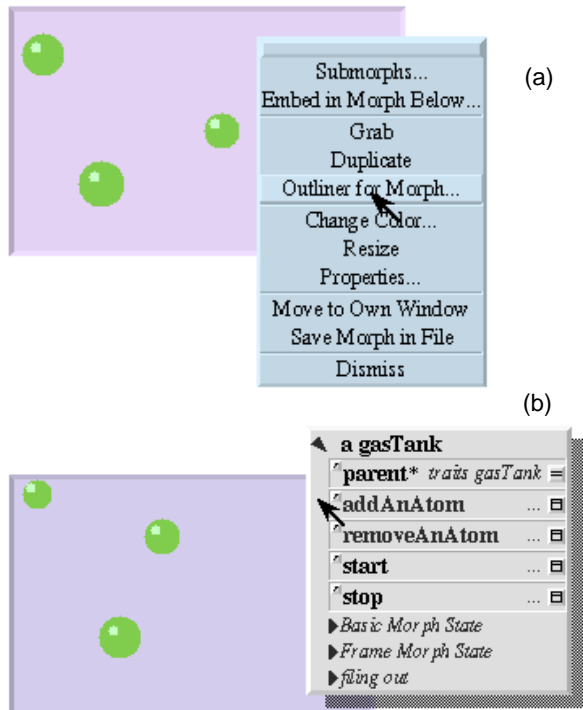 (a)
Submorphs...
Embed in Morph Below...
Grab
Duplicate
Outliner for Morph...
Change Color...
Resize
Properties...
Move to Own Window
Save Morph in File
Dismiss
(b)
a gasTank
parent* traits gasTank =
addAnAtom ...
removeAnAtom ...
start ...
stop ...
Basic Morph State
Frame Morph State
filing out